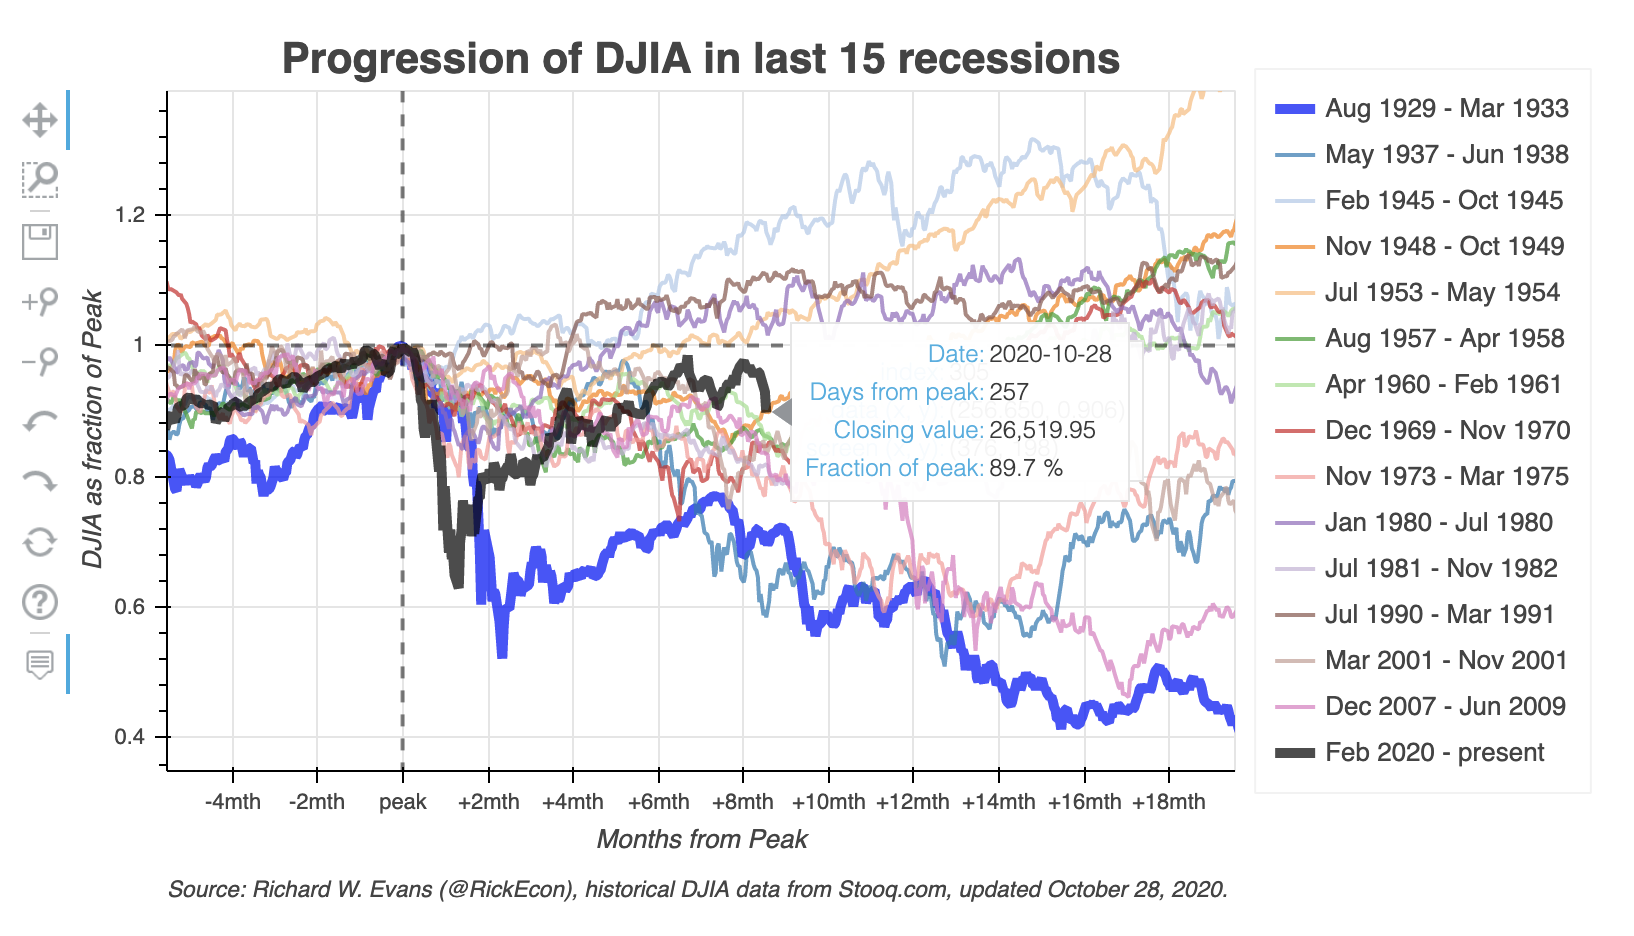 Progression of DJIA in last 15 recessions
DJIA as fraction of Peak
1.2
1
0.8
0.6
0.4
-4mth
-2mth
peak
+2mth
+4mth
+6mth
+8mth
+10mth
+12mth
+14mth
+16mth
+18mth
Months from Peak
Date: 2020-10-28
Days from peak: 257
Closing value: 26,519.95
Fraction of peak: 89.7 %
index: 305
(256.650, 0.906)
Aug 1929 - Mar 1933
May 1937 - Jun 1938
Feb 1945 - Oct 1945
Nov 1948 - Oct 1949
Jul 1953 - May 1954
Aug 1957 - Apr 1958
Apr 1960 - Feb 1961
Dec 1969 - Nov 1970
Nov 1973 - Mar 1975
Jan 1980 - Jul 1980
Jul 1981 - Nov 1982
Jul 1990 - Mar 1991
Mar 2001 - Nov 2001
Dec 2007 - Jun 2009
Feb 2020 - present
Source: Richard W. Evans (@RickEcon), historical DJIA data from Stooq.com, updated October 28, 2020.